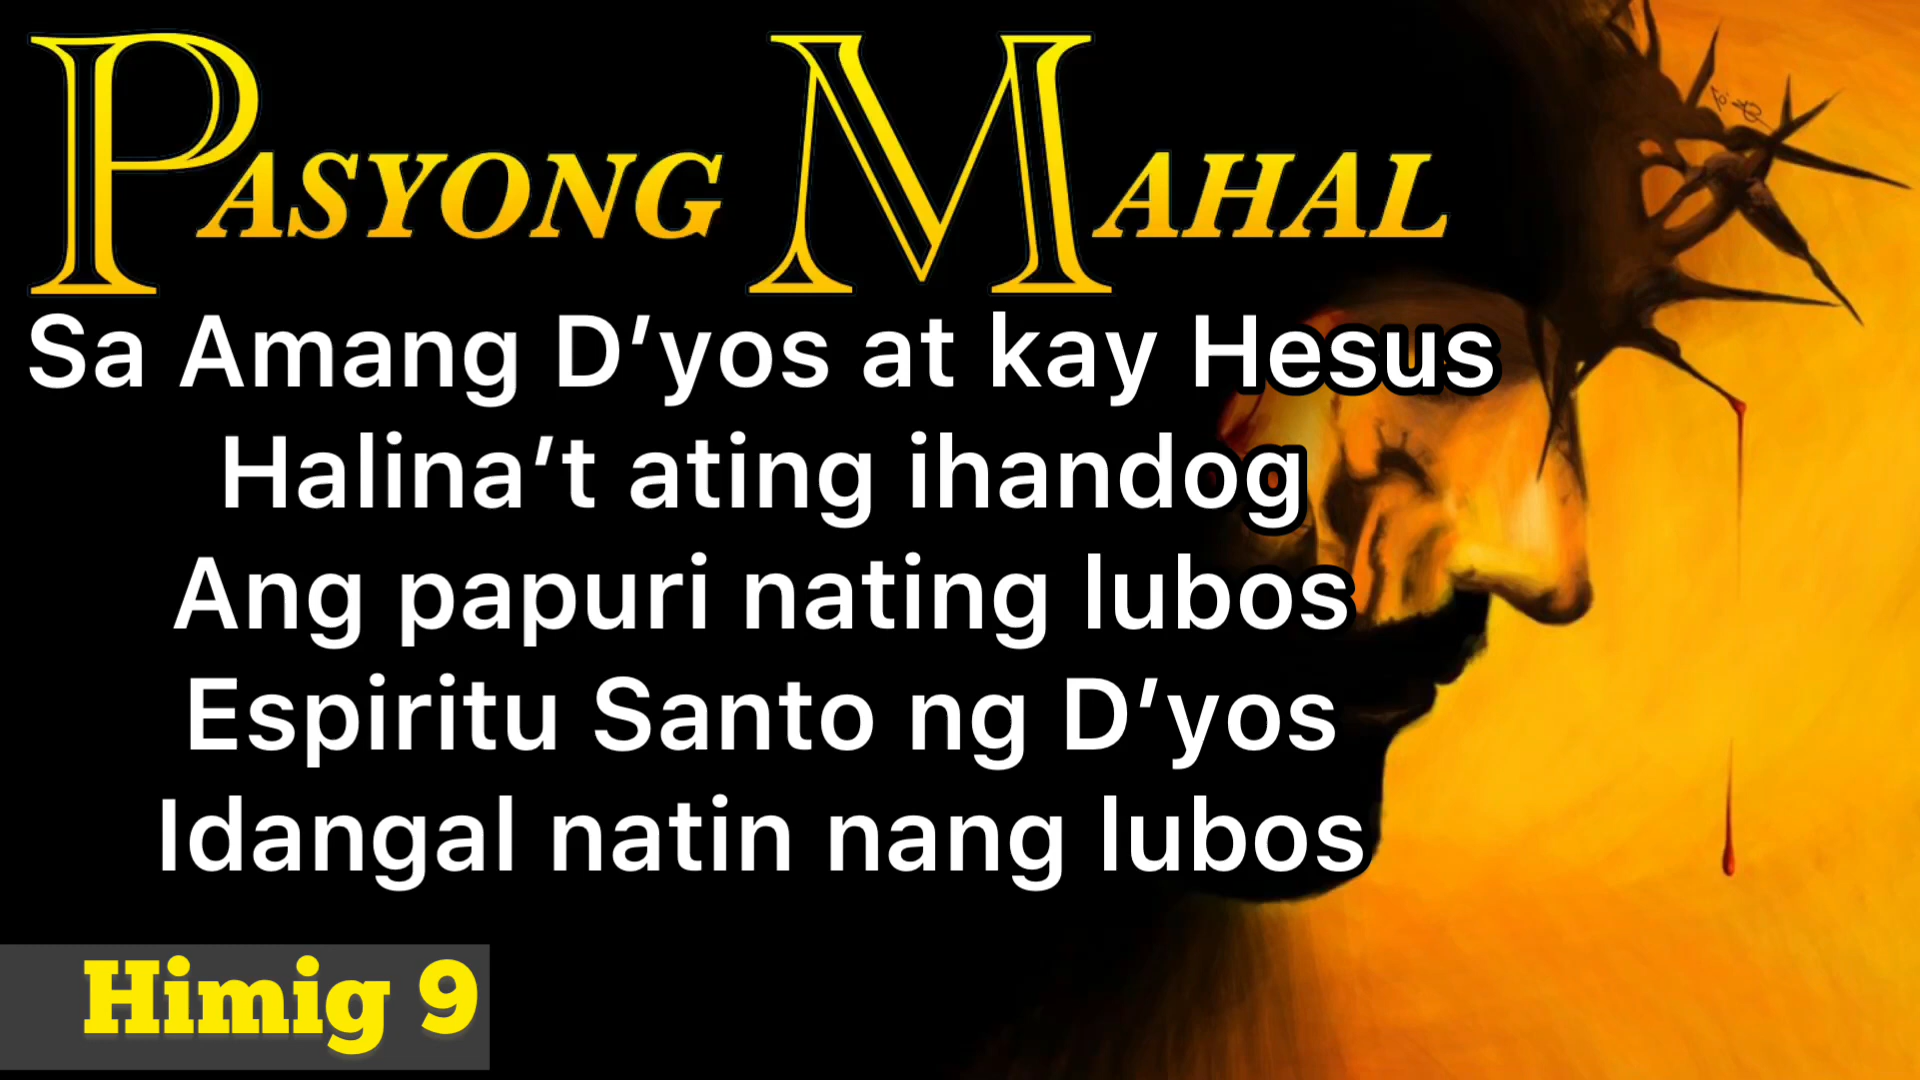 PASYONG MAHAL
Sa Amang D’yos at kay Hesus
Halina’t ating ihandog
Ang papuri nating lubos
Espiritu Santo ng D’yos
Idangal natin nang lubos
Himig 9